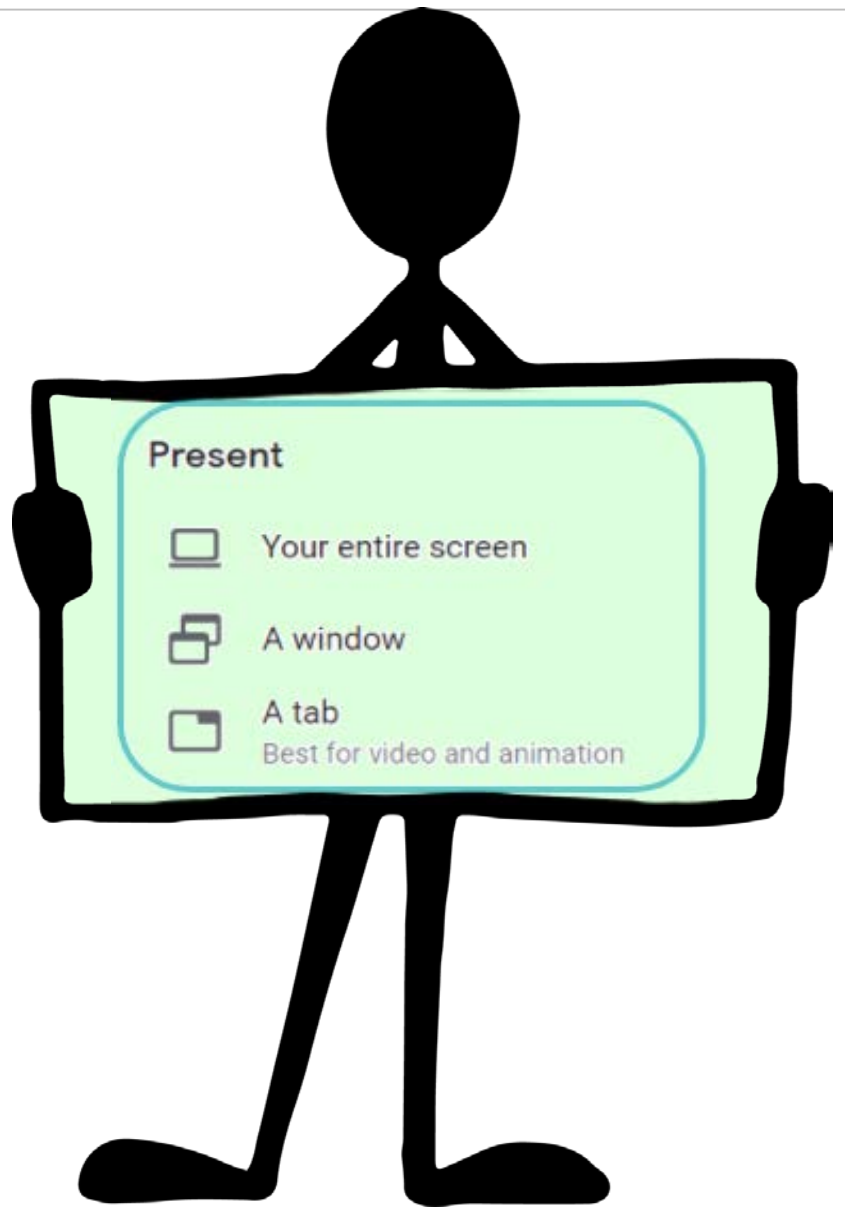 Present
Your entire screen
A window
A tab
Best for video and animation